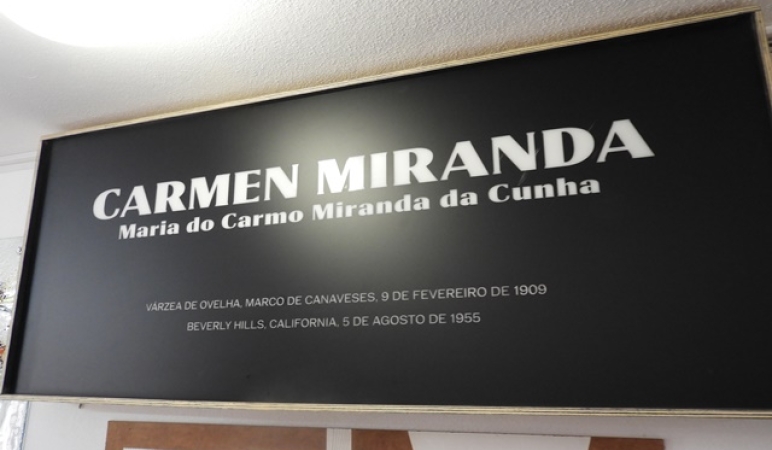 CARMEN MIRANDA
Maria do Carmo Miranda da Cunha
VÁRZEA DE OVELHA, MARCO DE CANAVESES, 9 DE FEVEREIRO DE 1909
BEVERLY HILLS, CALIFORNIA, 5 DE AGOSTO DE 1955